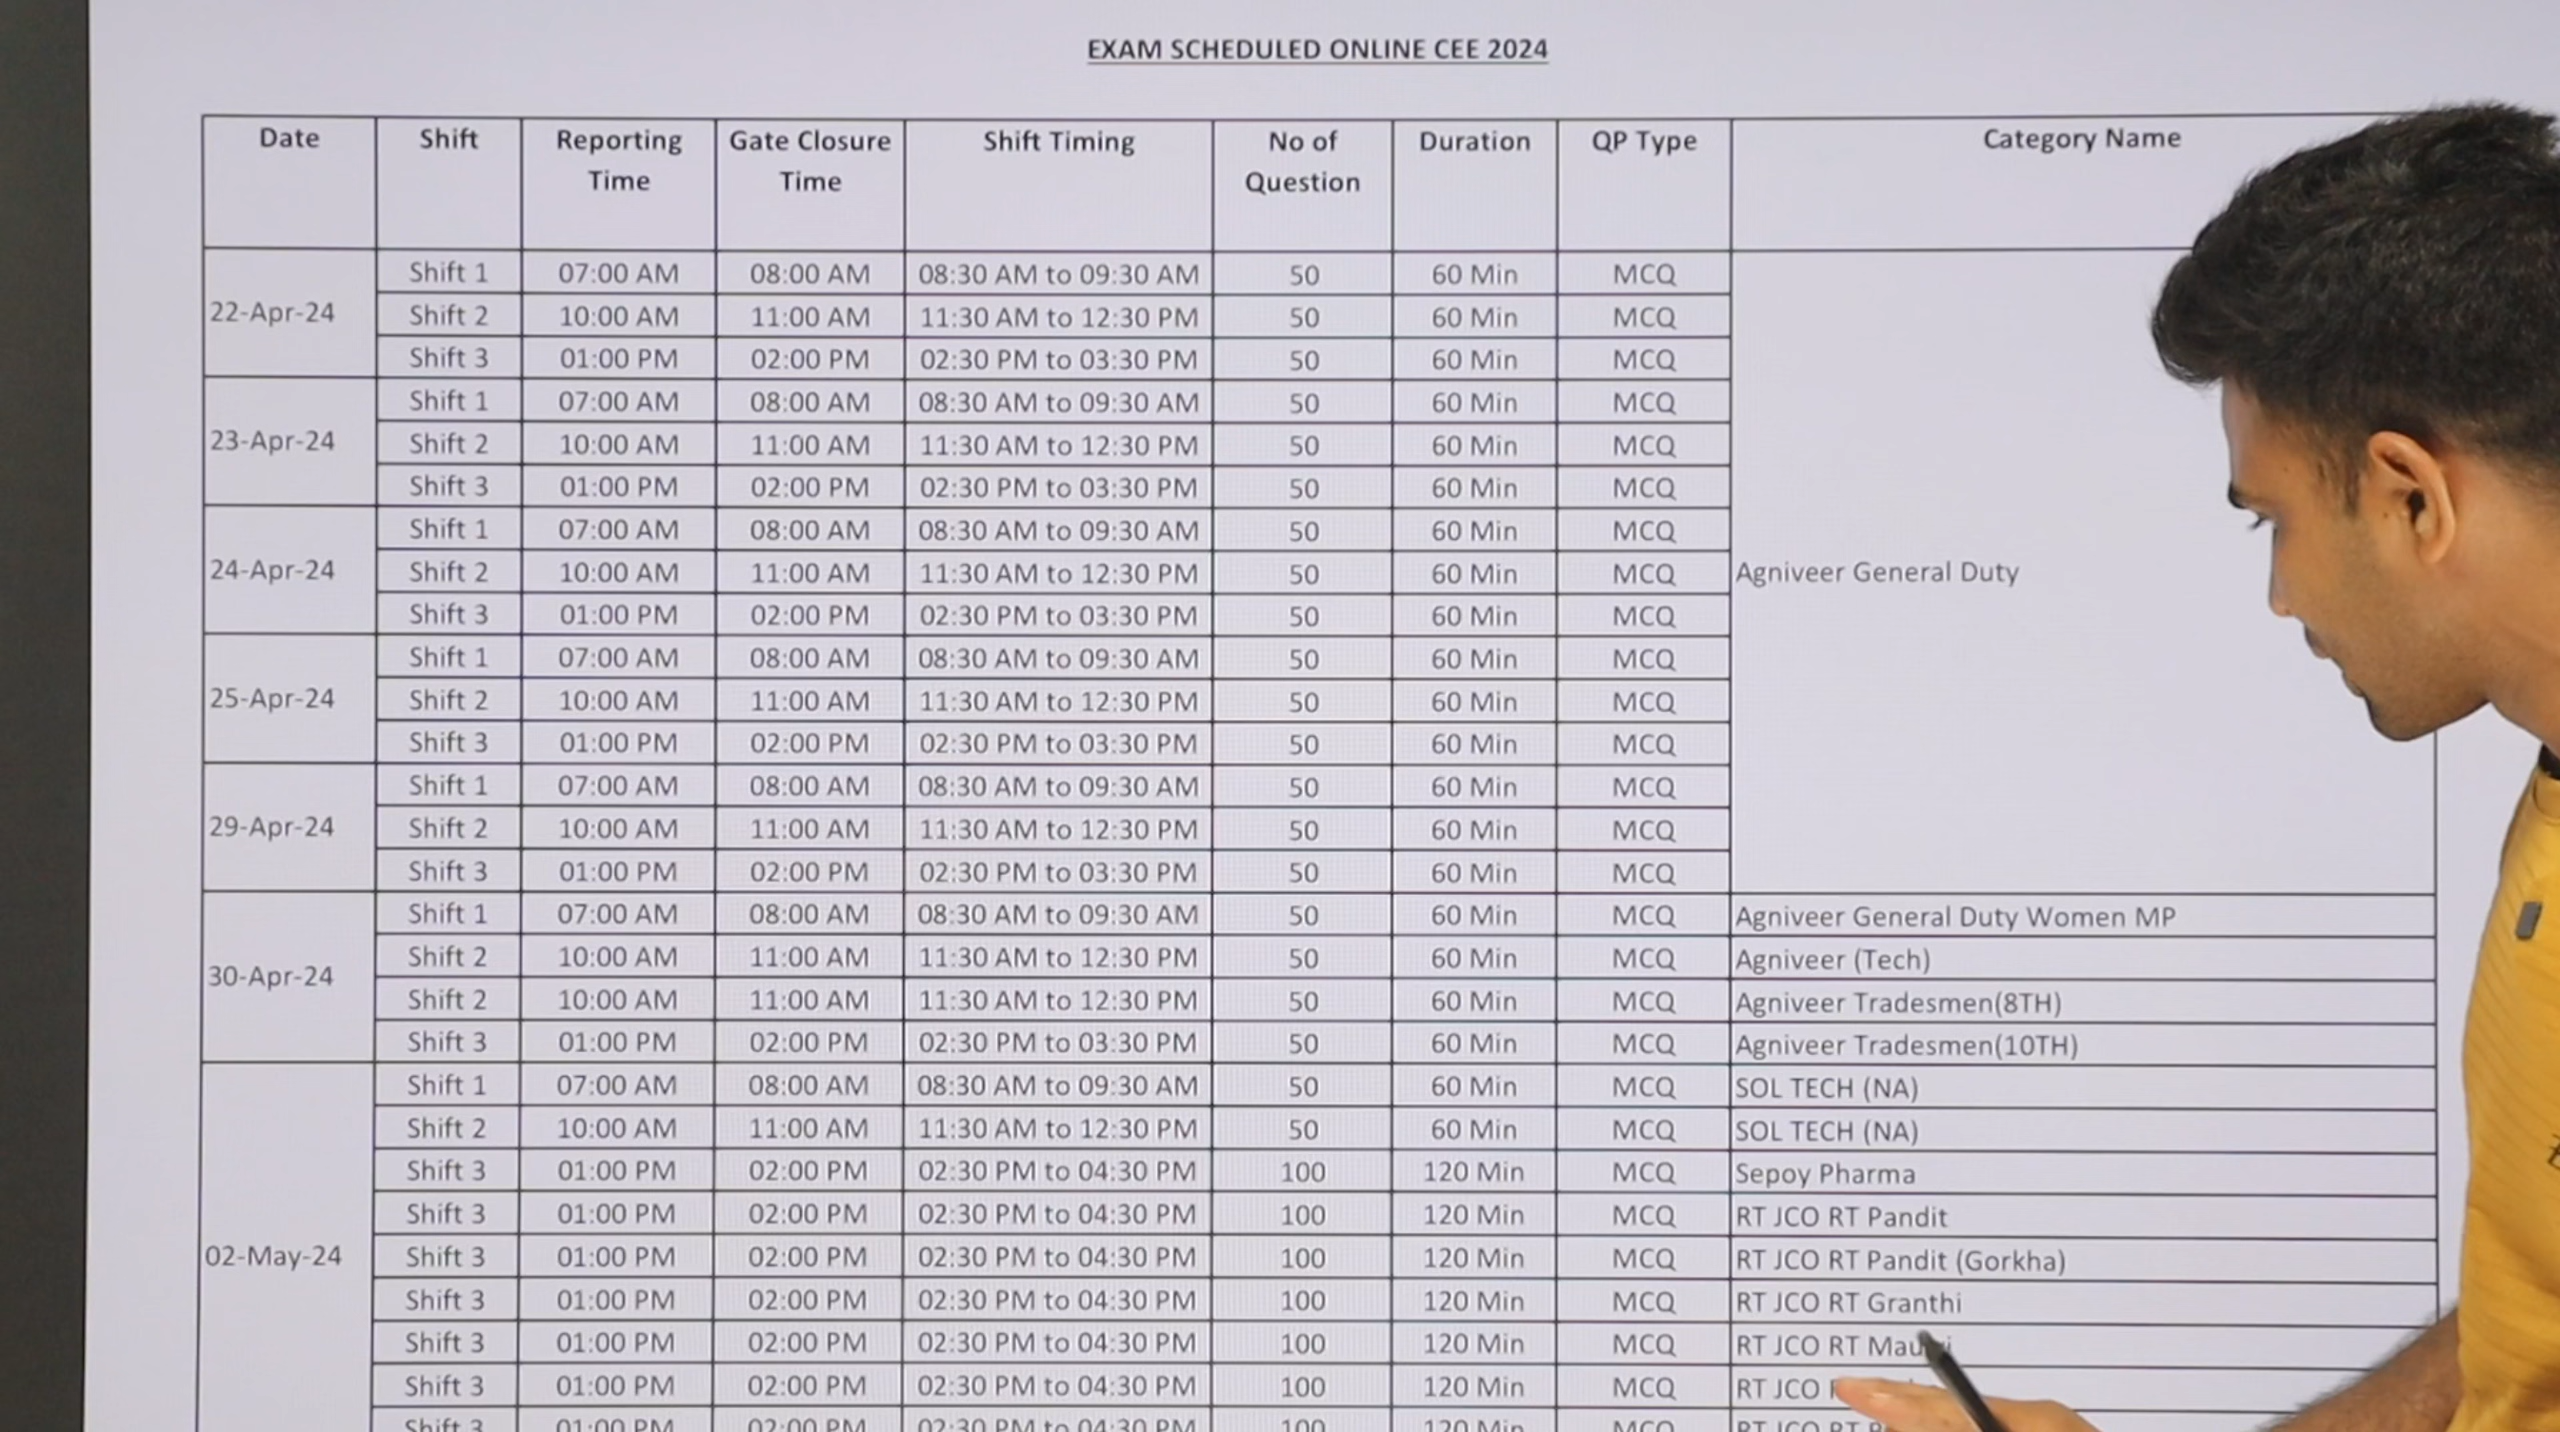 EXAM SCHEDULED ONLINE CEE 2024
Date Shift Reporting Time Gate Closure Time Shift Timing No of Question Duration QP Type Category Name
22-Apr-24 Shift 1 07:00 AM 08:00 AM 08:30 AM to 09:30 AM 50 60 Min MCQ Agniveer General Duty
Shift 2 10:00 AM 11:00 AM 11:30 AM to 12:30 PM 50 60 Min MCQ
Shift 3 01:00 PM 02:00 PM 02:30 PM to 03:30 PM 50 60 Min MCQ
23-Apr-24 Shift 1 07:00 AM 08:00 AM 08:30 AM to 09:30 AM 50 60 Min MCQ
Shift 2 10:00 AM 11:00 AM 11:30 AM to 12:30 PM 50 60 Min MCQ
Shift 3 01:00 PM 02:00 PM 02:30 PM to 03:30 PM 50 60 Min MCQ
24-Apr-24 Shift 1 07:00 AM 08:00 AM 08:30 AM to 09:30 AM 50 60 Min MCQ
Shift 2 10:00 AM 11:00 AM 11:30 AM to 12:30 PM 50 60 Min MCQ
Shift 3 01:00 PM 02:00 PM 02:30 PM to 03:30 PM 50 60 Min MCQ
25-Apr-24 Shift 1 07:00 AM 08:00 AM 08:30 AM to 09:30 AM 50 60 Min MCQ
Shift 2 10:00 AM 11:00 AM 11:30 AM to 12:30 PM 50 60 Min MCQ
Shift 3 01:00 PM 02:00 PM 02:30 PM to 03:30 PM 50 60 Min MCQ
29-Apr-24 Shift 1 07:00 AM 08:00 AM 08:30 AM to 09:30 AM 50 60 Min MCQ
Shift 2 10:00 AM 11:00 AM 11:30 AM to 12:30 PM 50 60 Min MCQ
Shift 3 01:00 PM 02:00 PM 02:30 PM to 03:30 PM 50 60 Min MCQ
30-Apr-24 Shift 1 07:00 AM 08:00 AM 08:30 AM to 09:30 AM 50 60 Min MCQ Agniveer General Duty Women MP
Shift 2 10:00 AM 11:00 AM 11:30 AM to 12:30 PM 50 60 Min MCQ Agniveer (Tech)
Shift 2 10:00 AM 11:00 AM 11:30 AM to 12:30 PM 50 60 Min MCQ Agniveer Tradesmen(8TH)
Shift 3 01:00 PM 02:00 PM 02:30 PM to 03:30 PM 50 60 Min MCQ Agniveer Tradesmen(10TH)
02-May-24 Shift 1 07:00 AM 08:00 AM 08:30 AM to 09:30 AM 50 60 Min MCQ SOL TECH (NA)
Shift 2 10:00 AM 11:00 AM 11:30 AM to 12:30 PM 50 60 Min MCQ SOL TECH (NA)
Shift 3 01:00 PM 02:00 PM 02:30 PM to 04:30 PM 100 120 Min MCQ Sepoy Pharma
Shift 3 01:00 PM 02:00 PM 02:30 PM to 04:30 PM 100 120 Min MCQ RT JCO RT Pandit
Shift 3 01:00 PM 02:00 PM 02:30 PM to 04:30 PM 100 120 Min MCQ RT JCO RT Pandit (Gorkha)
Shift 3 01:00 PM 02:00 PM 02:30 PM to 04:30 PM 100 120 Min MCQ RT JCO RT Granthi
Shift 3 01:00 PM 02:00 PM 02:30 PM to 04:30 PM 100 120 Min MCQ RT JCO RT
Shift 3 01:00 PM 02:00 PM 02:30 PM to 04:30 PM 100 120 Min MCQ RT JCO
Shift 3 01:00 PM 02:00 PM 02:30 PM to 04:30 PM 100 120 Min MCQ RT JCO RT